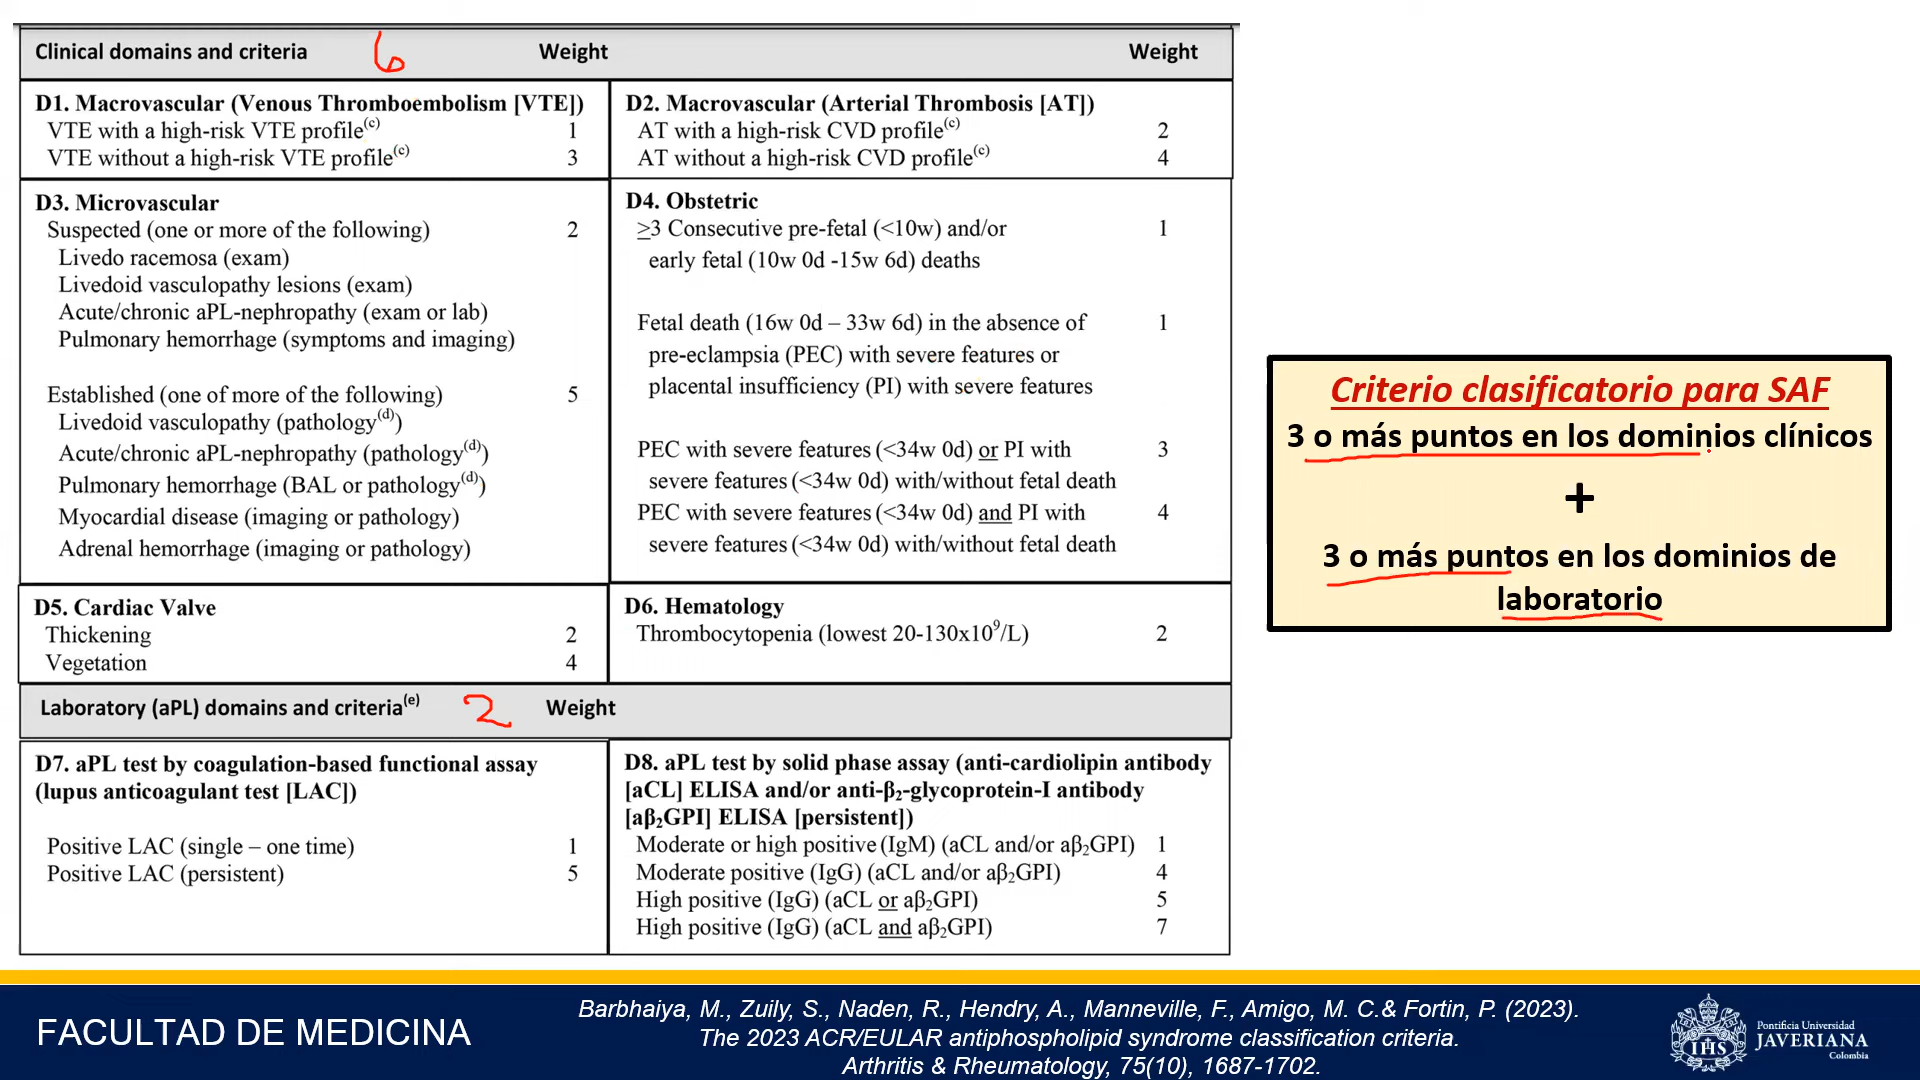 Clinical domains and criteria 6 Weight Weight
D1. Macrovascular (Venous Thromboembolism [VTE])
VTE with a high-risk VTE profile(c) 1
VTE without a high-risk VTE profile(c) 3
D2. Macrovascular (Arterial Thrombosis [AT])
AT with a high-risk CVD profile(c) 2
AT without a high-risk CVD profile(c) 4
D3. Microvascular
Suspected (one or more of the following) 2
Livedo racemosa (exam)
Livedoid vasculopathy lesions (exam)
Acute/chronic aPL-nephropathy (exam or lab)
Pulmonary hemorrhage (symptoms and imaging)
Established (one of more of the following) 5
Livedoid vasculopathy (pathology(d))
Acute/chronic aPL-nephropathy (pathology(d))
Pulmonary hemorrhage (BAL or pathology(d))
Myocardial disease (imaging or pathology)
Adrenal hemorrhage (imaging or pathology)
D4. Obstetric
≥3 Consecutive pre-fetal (<10w) and/or 1
early fetal (10w 0d -15w 6d) deaths
Fetal death (16w 0d – 33w 6d) in the absence of 1
pre-eclampsia (PEC) with severe features or
placental insufficiency (PI) with severe features
PEC with severe features (<34w 0d) or PI with 3
severe features (<34w 0d) with/without fetal death
PEC with severe features (<34w 0d) and PI with 4
severe features (<34w 0d) with/without fetal death
D5. Cardiac Valve
Thickening 2
Vegetation 4
D6. Hematology
Thrombocytopenia (lowest 20-130x10⁹/L) 2
Laboratory (aPL) domains and criteria(e) 2 Weight
D7. aPL test by coagulation-based functional assay
(lupus anticoagulant test [LAC])
Positive LAC (single – one time) 1
Positive LAC (persistent) 5
D8. aPL test by solid phase assay (anti-cardiolipin antibody
[aCL] ELISA and/or anti-β₂-glycoprotein-I antibody
[aβ₂GPI] ELISA [persistent])
Moderate or high positive (IgM) (aCL and/or aβ₂GPI) 1
Moderate positive (IgG) (aCL and/or aβ₂GPI) 4
High positive (IgG) (aCL or aβ₂GPI) 5
High positive (IgG) (aCL and aβ₂GPI) 7
Criterio clasificatorio para SAF
3 o más puntos en los dominios clínicos
+
3 o más puntos en los dominios de
laboratorio
FACULTAD DE MEDICINA
Barbhaiya, M., Zuily, S., Naden, R., Hendry, A., Manneville, F., Amigo, M. C.& Fortin, P. (2023).
The 2023 ACR/EULAR antiphospholipid syndrome classification criteria.
Arthritis & Rheumatology, 75(10), 1687-1702.
IHS
Pontificia Universidad
JAVERIANA
Colombia